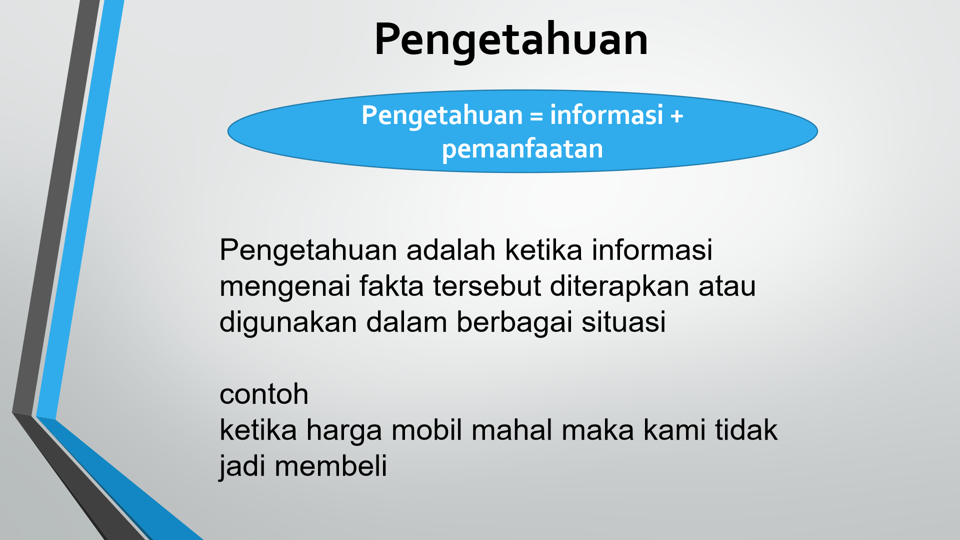 Pengetahuan
Pengetahuan = informasi +
pemanfaatan
Pengetahuan adalah ketika informasi
mengenai fakta tersebut diterapkan atau
digunakan dalam berbagai situasi
contoh
ketika harga mobil mahal maka kami tidak
jadi membeli